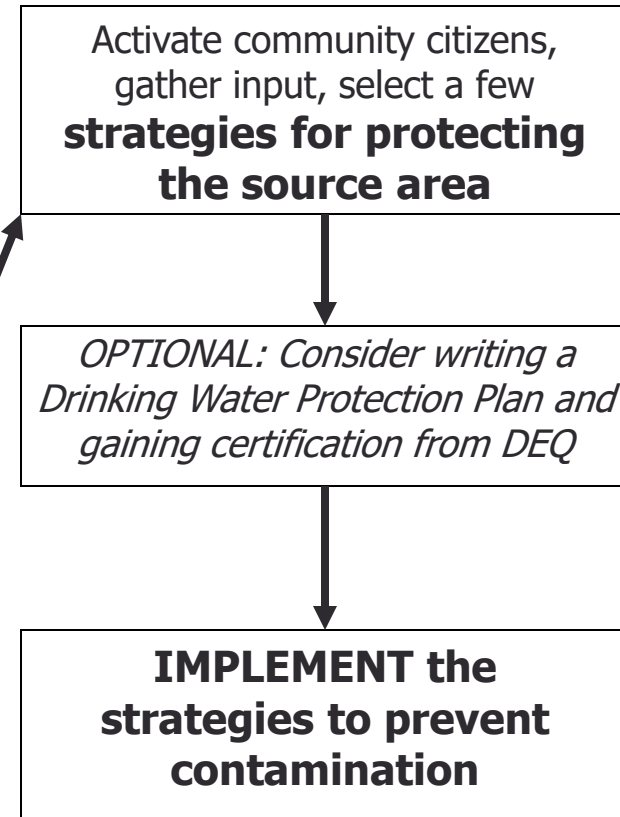 Activate community citizens,
gather input, select a few
strategies for protecting
the source area
OPTIONAL: Consider writing a
Drinking Water Protection Plan and
gaining certification from DEQ
IMPLEMENT the
strategies to prevent
contamination